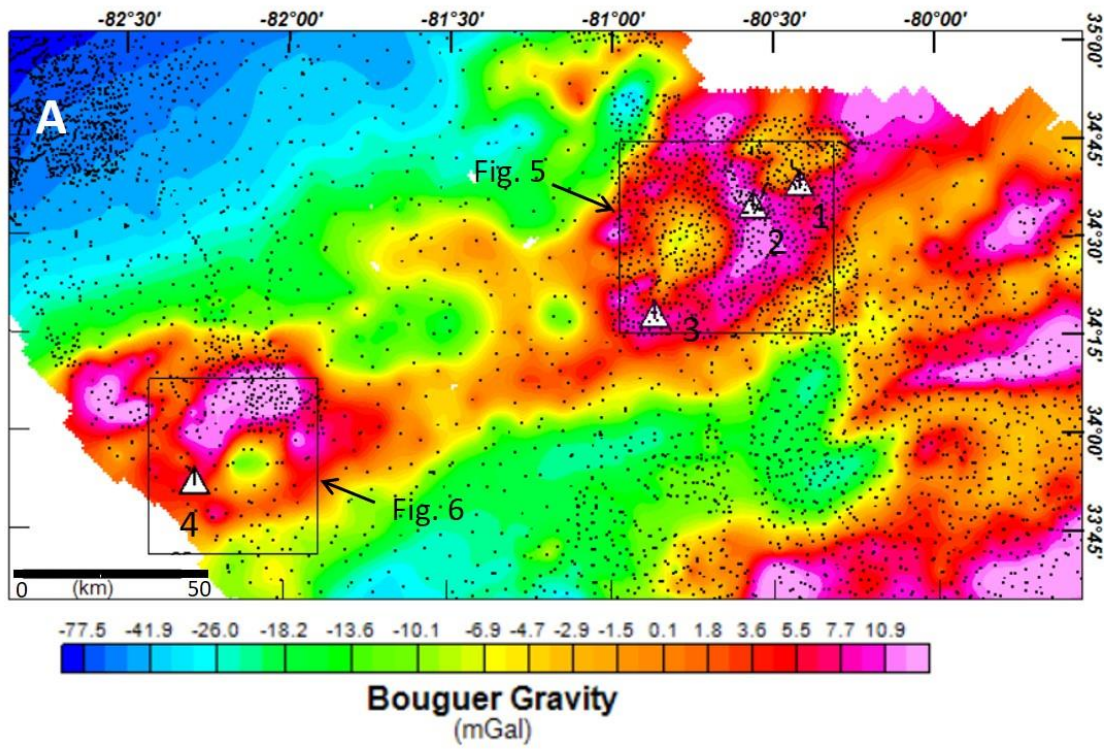 -82°30' -82°00' -81°30' -81°00' -80°30' -80°00'
35°00'
A
34°45'
Fig. 5
1
34°30'
2
3
34°15'
34°00'
Fig. 6
4
33°45'
0 (km) 50
-77.5 -41.9 -26.0 -18.2 -13.6 -10.1 -6.9 -4.7 -2.9 -1.5 0.1 1.8 3.6 5.5 7.7 10.9
Bouguer Gravity
(mGal)